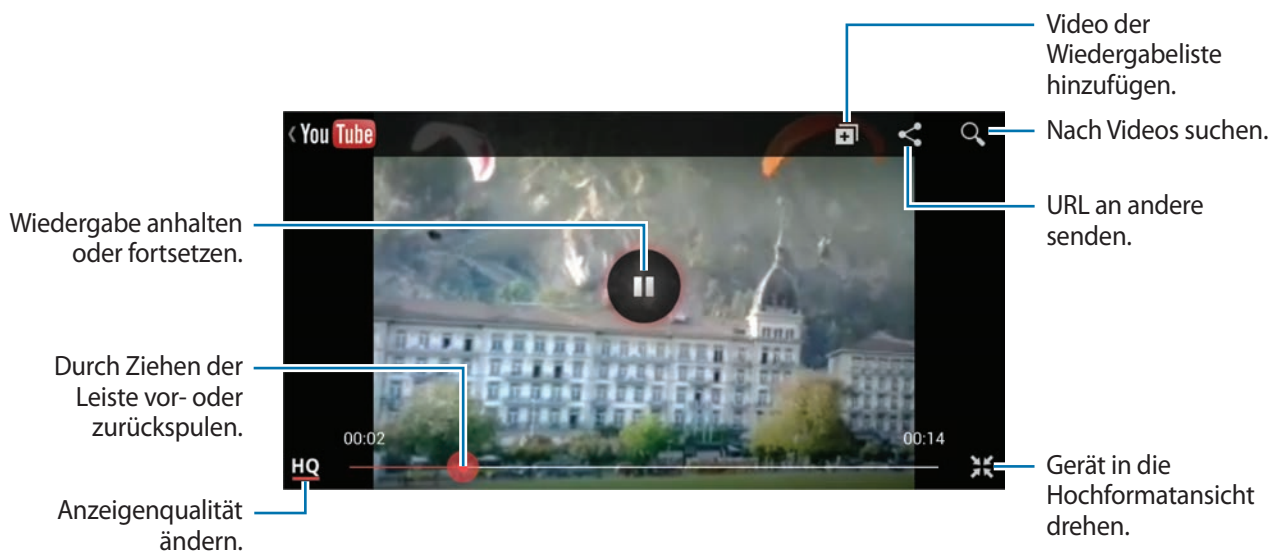 Video der
Wiedergabeliste
hinzufügen.
You Tube
Nach Videos suchen.
Wiedergabe anhalten
oder fortsetzen.
URL an andere
senden.
Durch Ziehen der
Leiste vor- oder
zurückspulen.
00:02
00:14
HQ
Gerät in die
Hochformatansicht
drehen.
Anzeigenqualität
ändern.